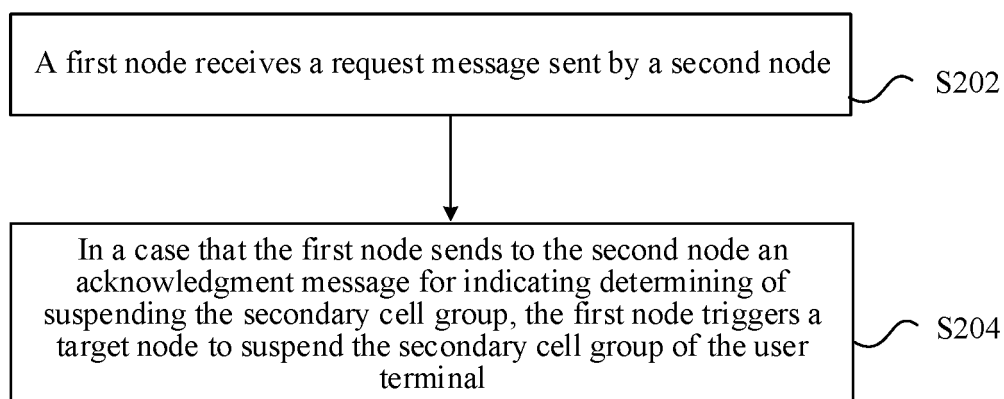 A first node receives a request message sent by a second node
S202
In a case that the first node sends to the second node an
acknowledgment message for indicating determining of
suspending the secondary cell group, the first node triggers a
target node to suspend the secondary cell group of the user
terminal
S204